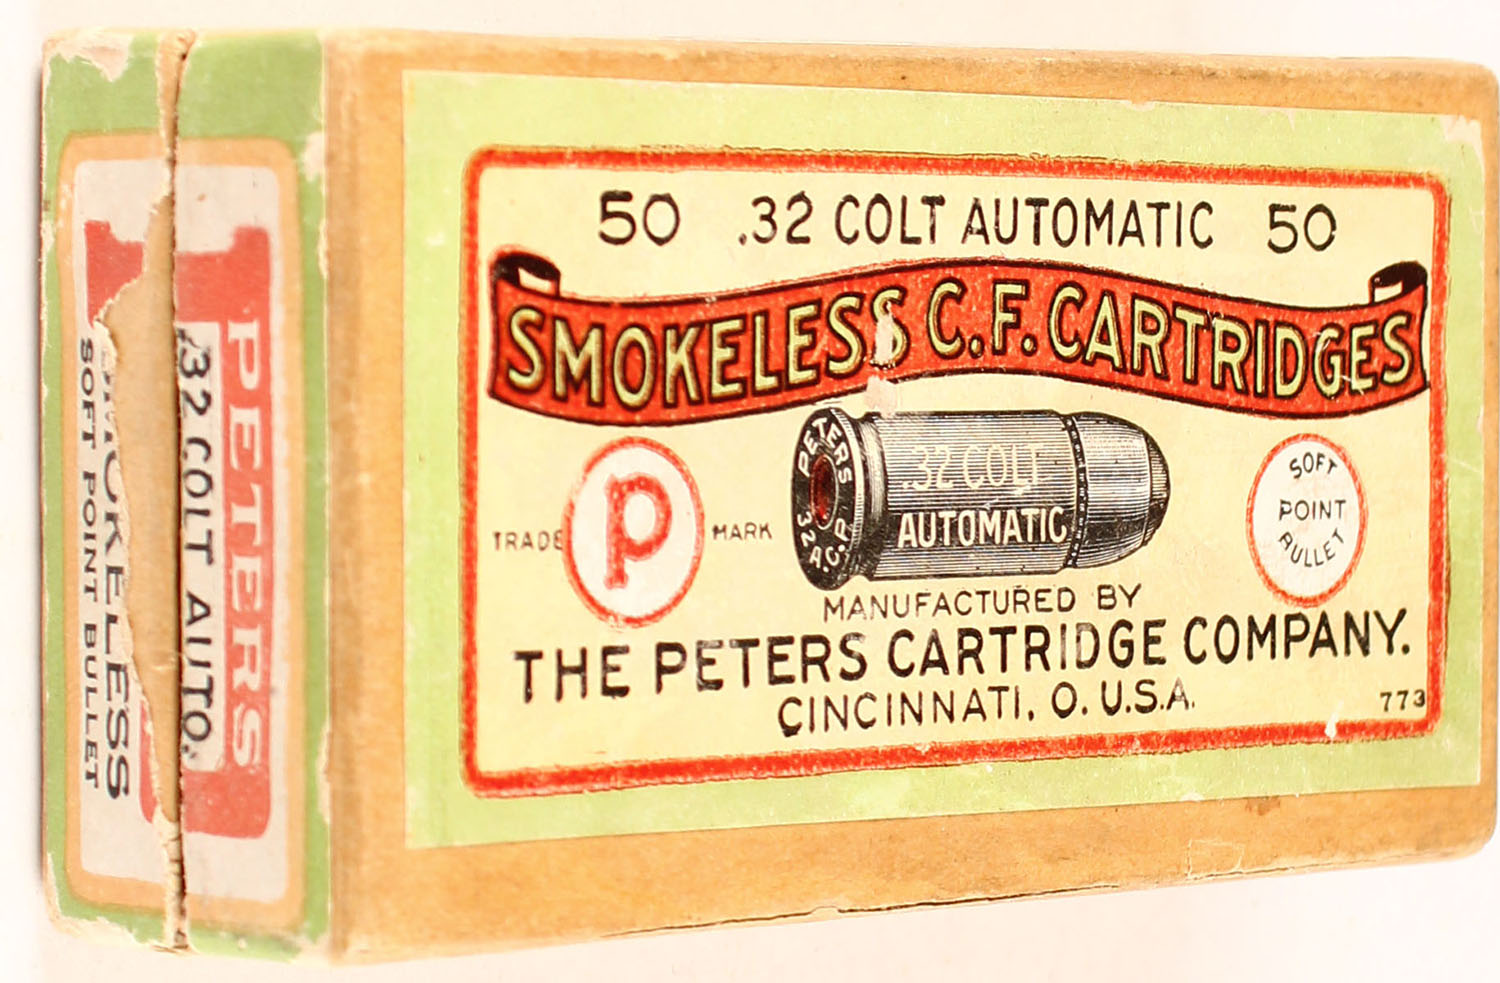 50 .32 COLT AUTOMATIC 50
SMOKELESS C.F. CARTRIDGES
PETERS
32 A.C.P.
.32 COLT
AUTOMATIC
TRADE P MARK
SOFT
POINT
BULLET
MANUFACTURED BY
THE PETERS CARTRIDGE COMPANY.
CINCINNATI, O. U.S.A.
773
PETERS
.32 COLT AUTO.
SMOKELESS
SOFT POINT BULLET